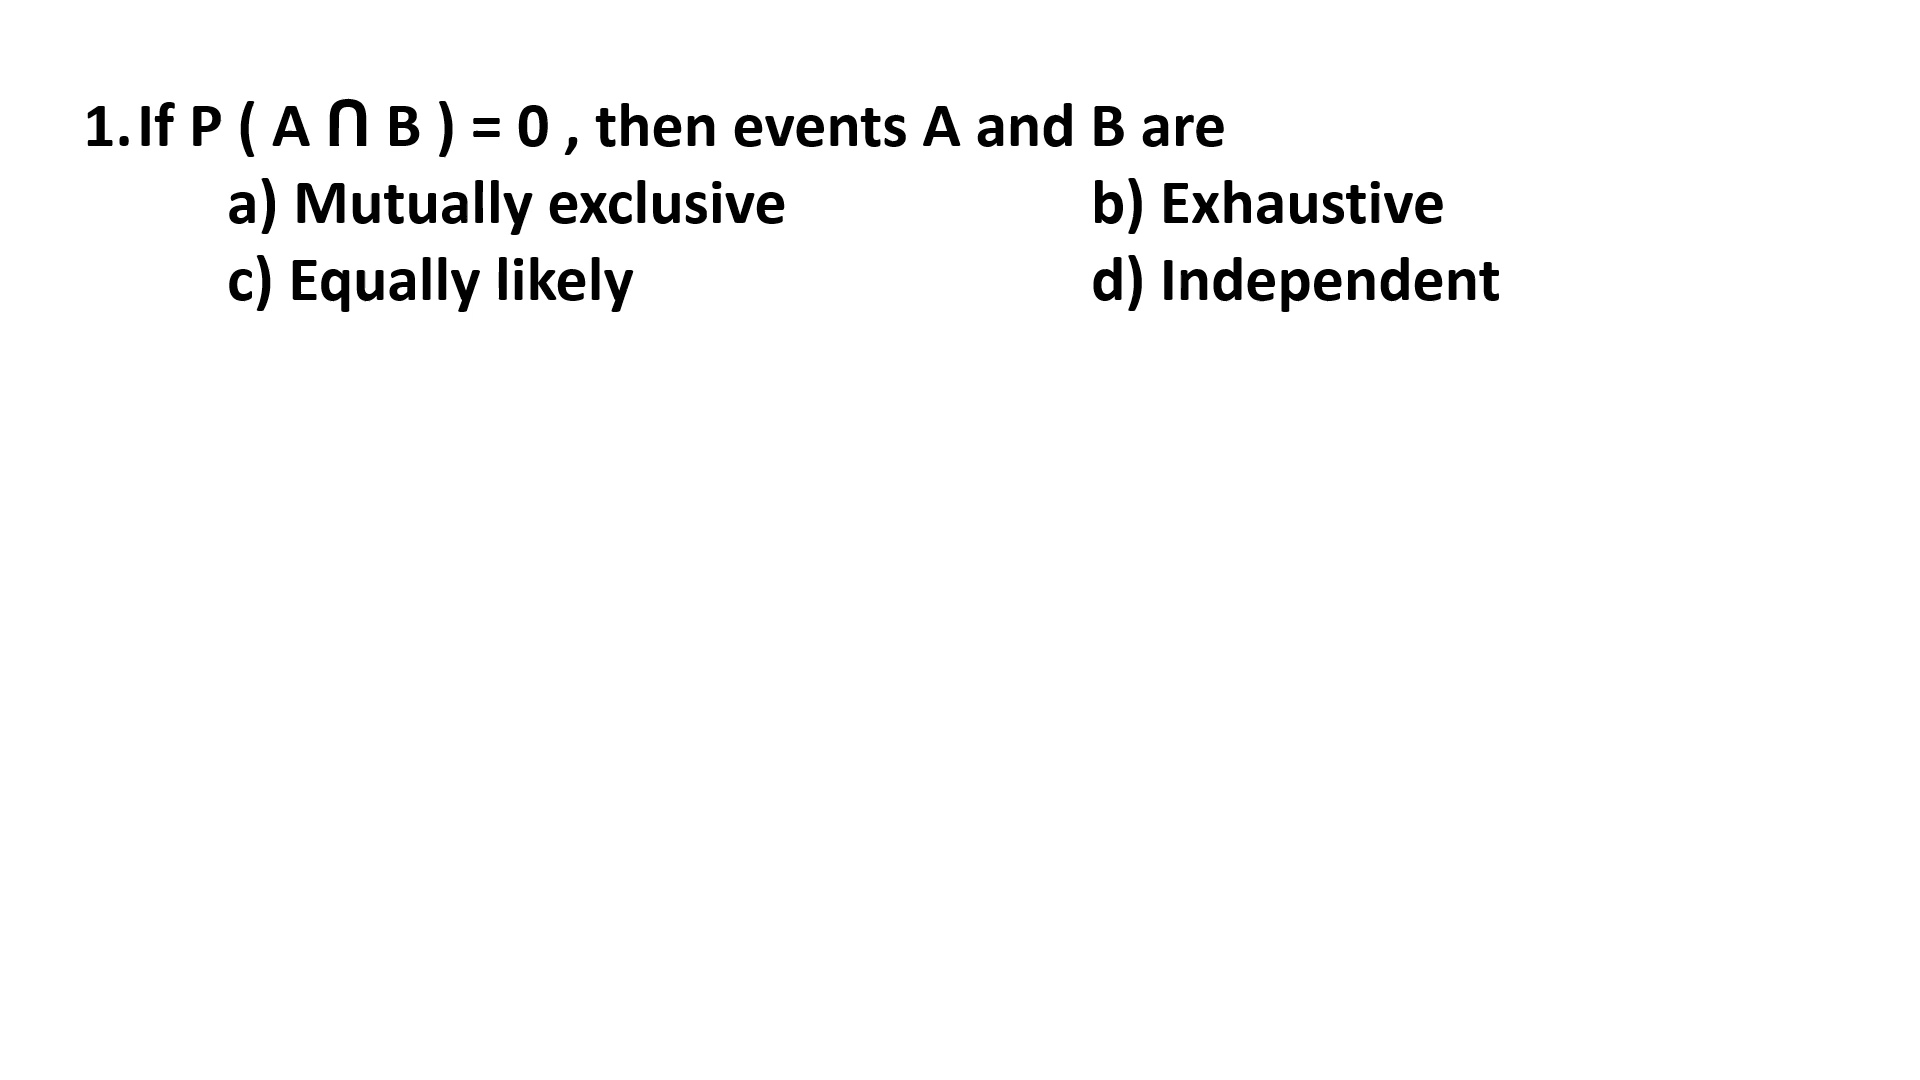 1. If P ( A ∩ B ) = 0 , then events A and B are
a) Mutually exclusive b) Exhaustive
c) Equally likely d) Independent